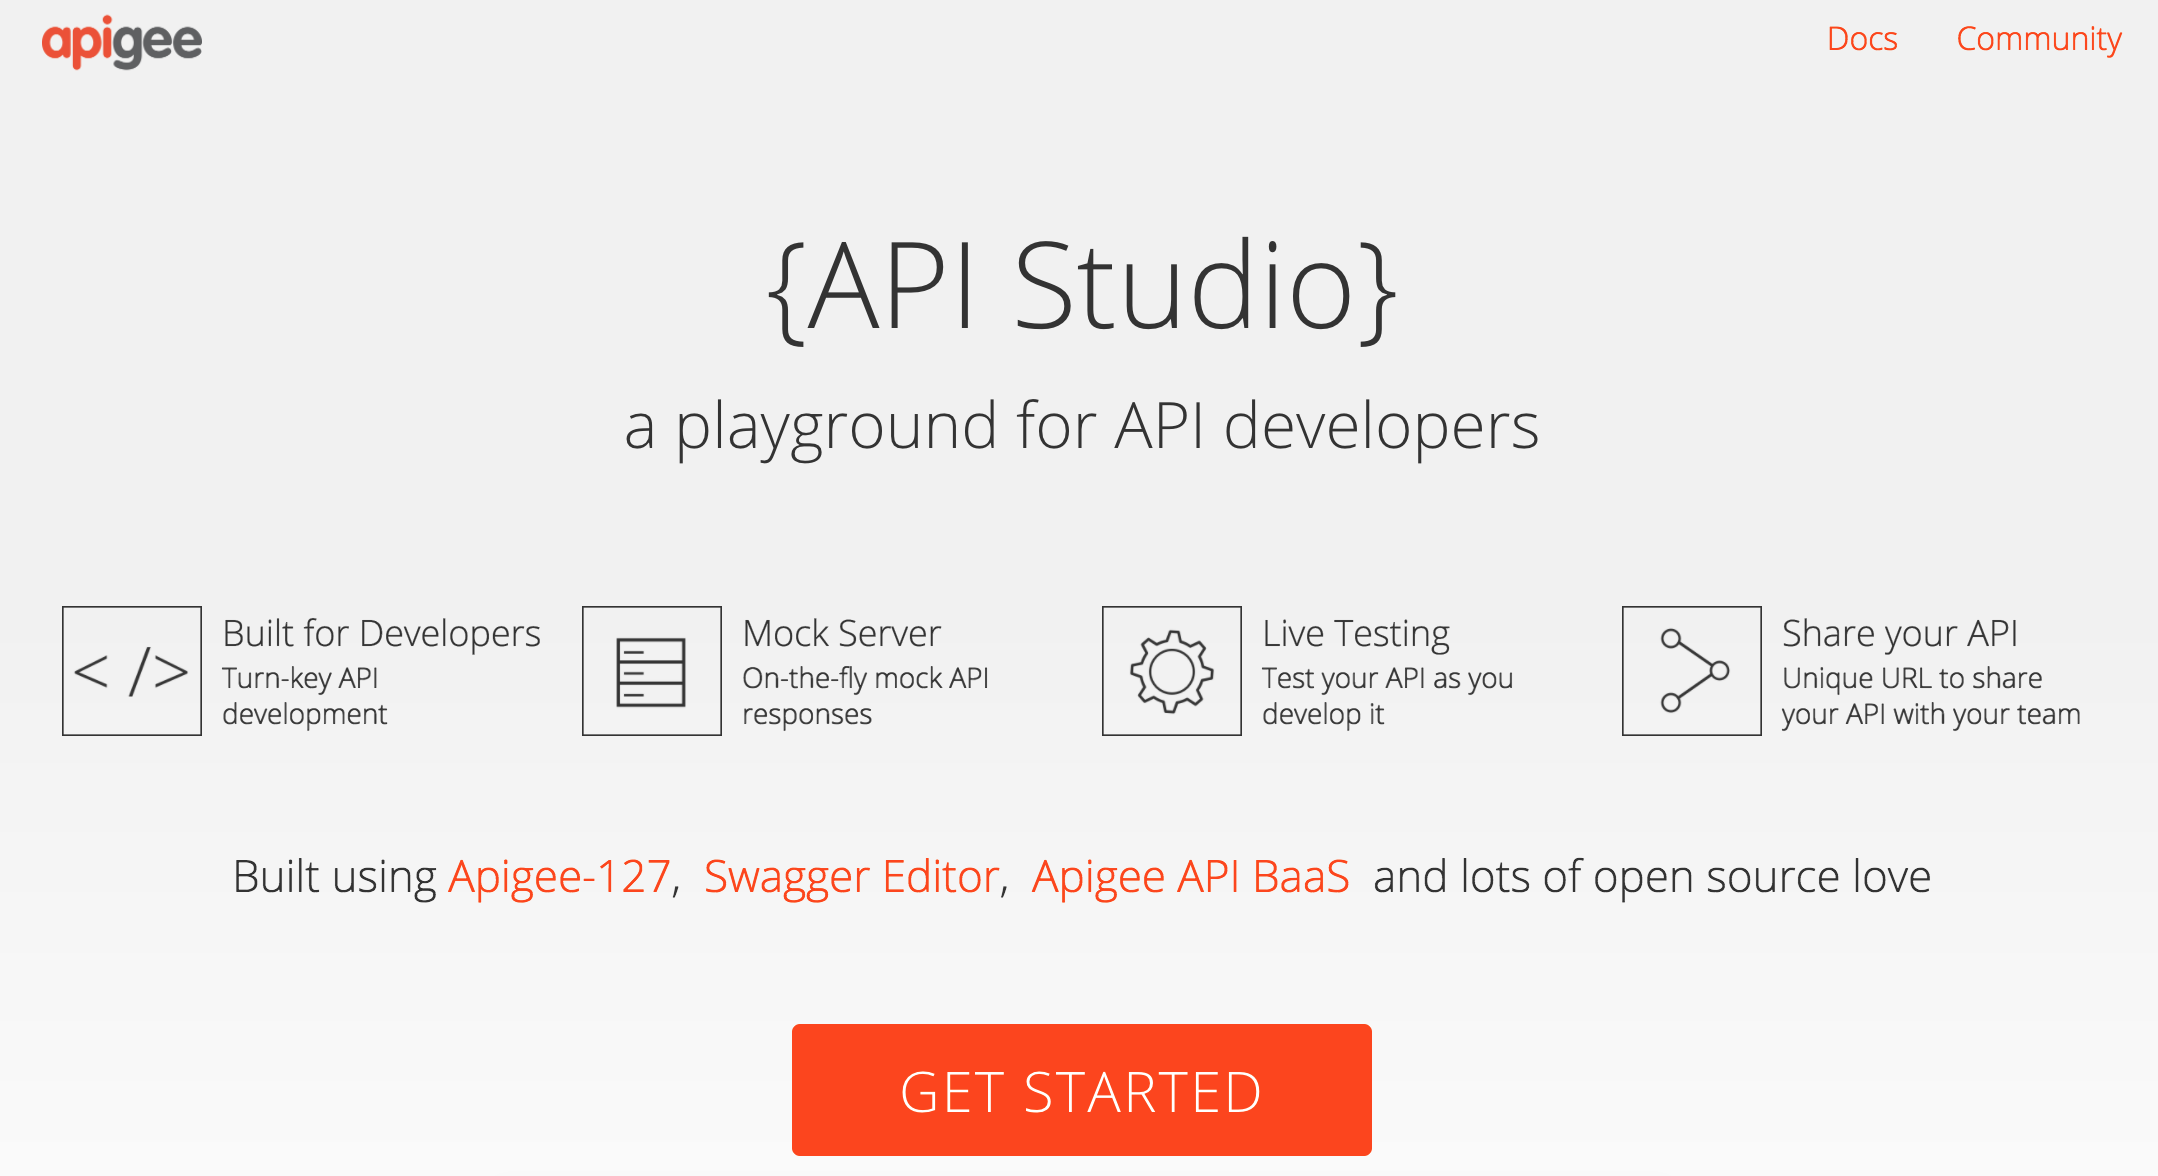 apigee
Docs Community
{API Studio}
a playground for API developers
</> Built for Developers
Turn-key API
development
Mock Server
On-the-fly mock API
responses
Live Testing
Test your API as you
develop it
Share your API
Unique URL to share
your API with your team
Built using Apigee-127, Swagger Editor, Apigee API BaaS and lots of open source love
GET STARTED